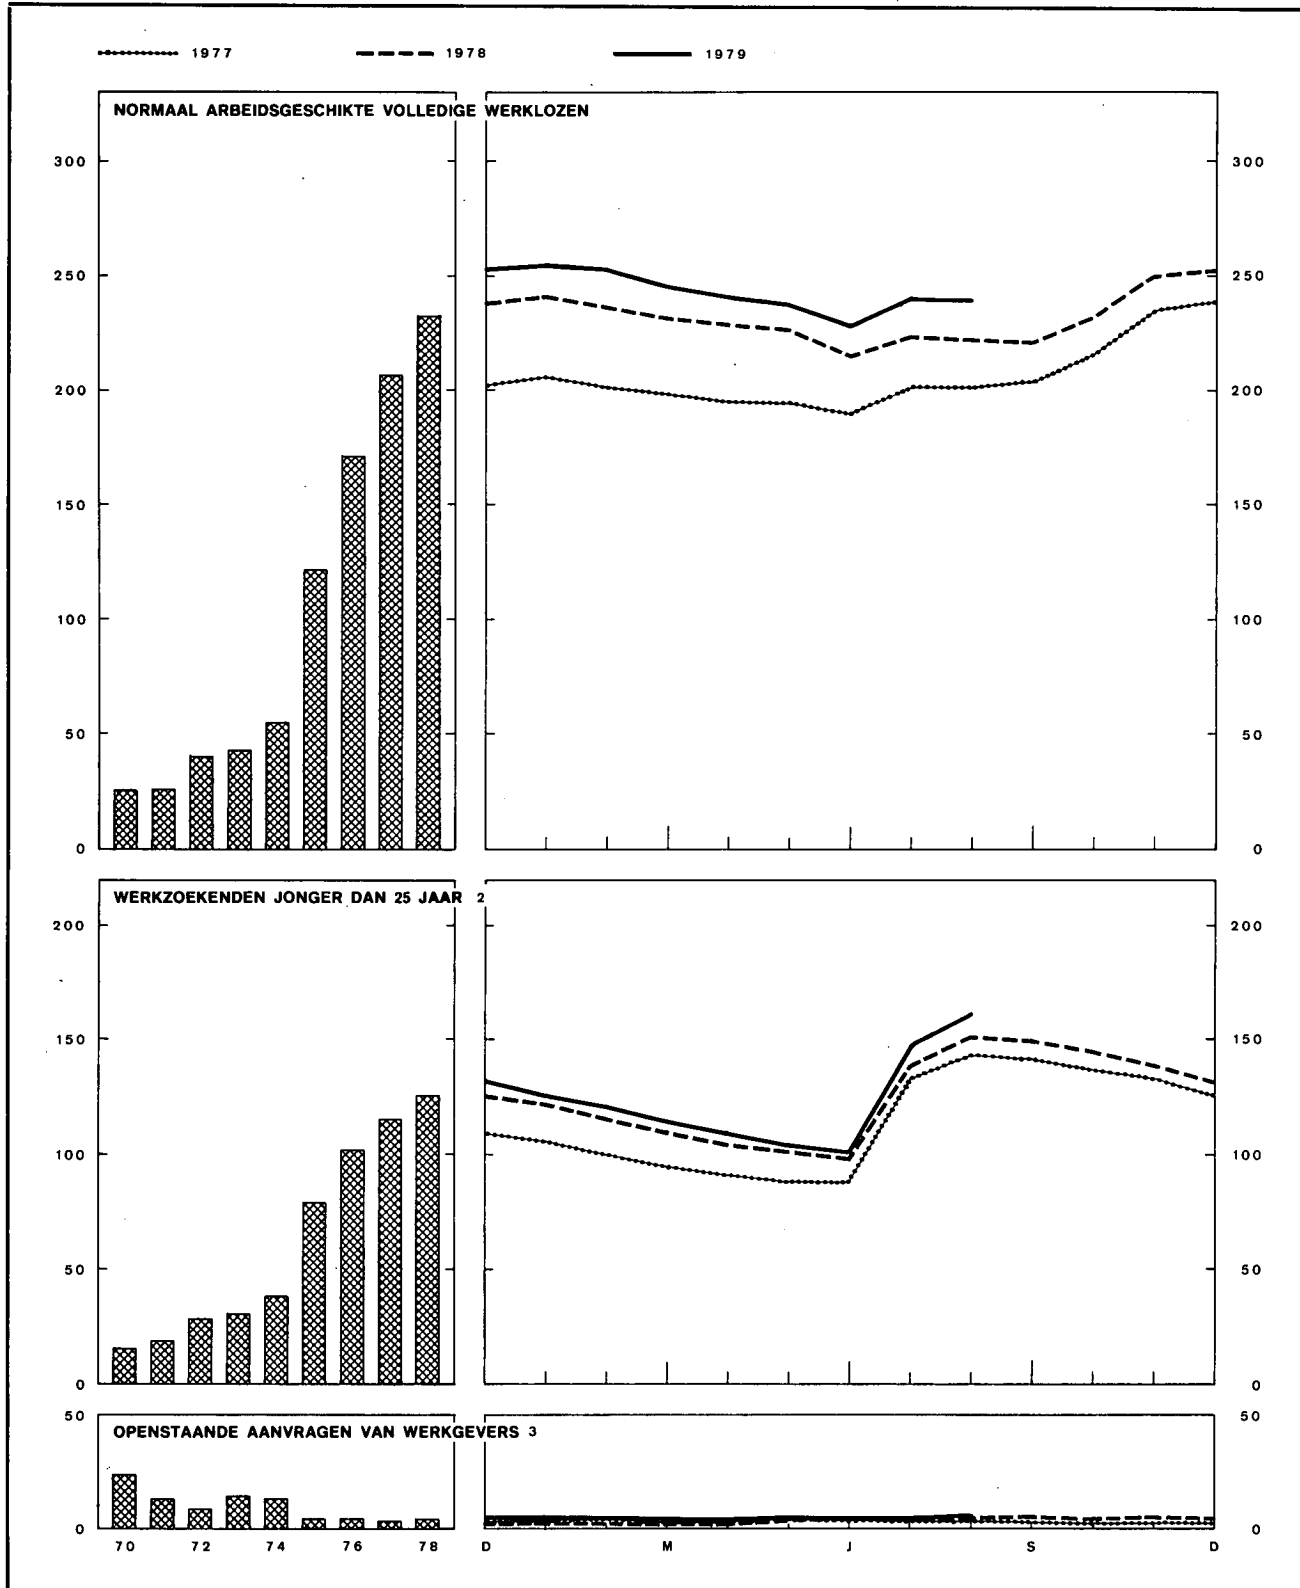 1977 1978 1979
NORMAAL ARBEIDSGESCHIKTE VOLLEDIGE WERKLOZEN
300 300
250 250
200 200
150 150
100 100
50 50
0 0
WERKZOEKENDEN JONGER DAN 25 JAAR 2
200 200
150 150
100 100
50 50
0 0
50 50
OPENSTAANDE AANVRAGEN VAN WERKGEVERS 3
0 0
70 72 74 76 78 D M J S D